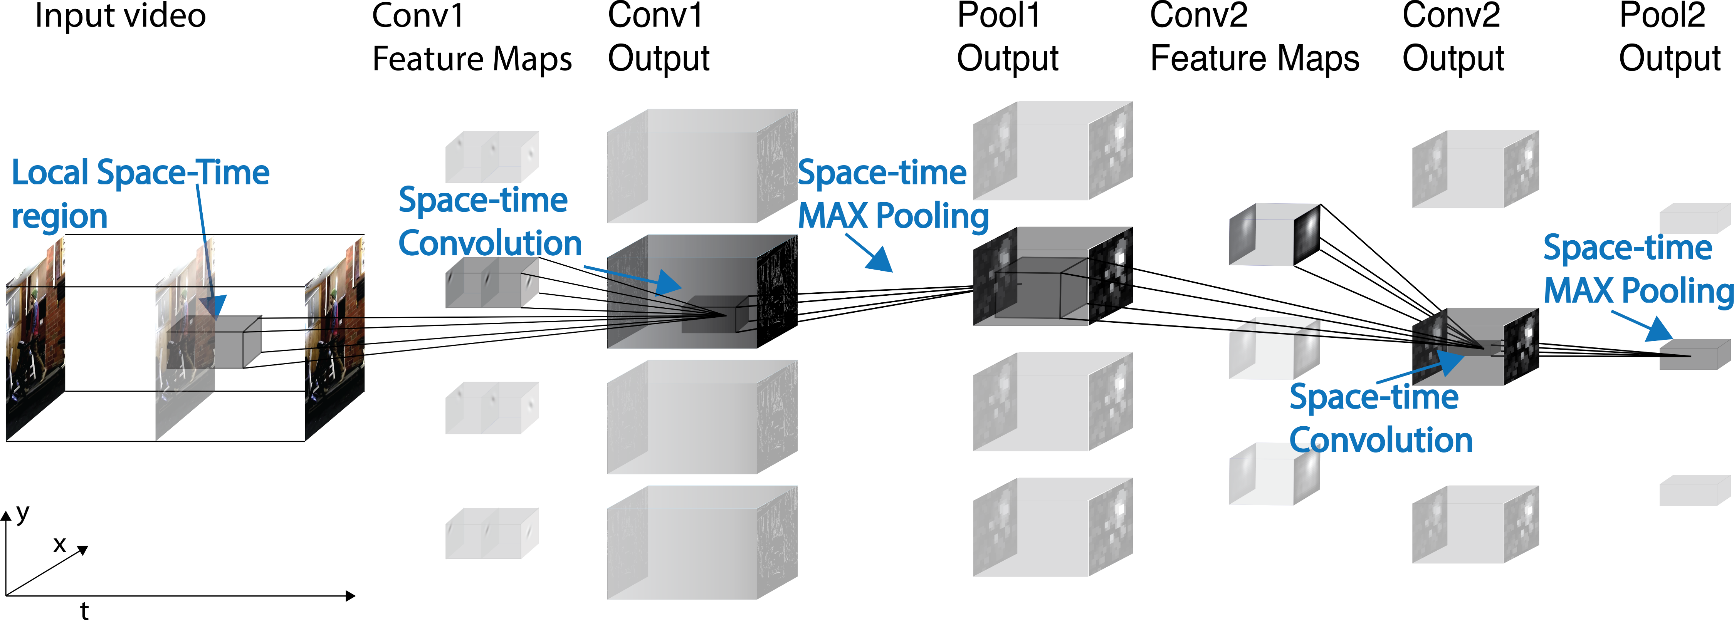 Input video
Conv1
Feature Maps
Conv1
Output
Pool1
Output
Conv2
Feature Maps
Conv2
Output
Pool2
Output
Local Space-Time
region
Space-time
Convolution
Space-time
MAX Pooling
Space-time
Convolution
Space-time
MAX Pooling
y
x
t